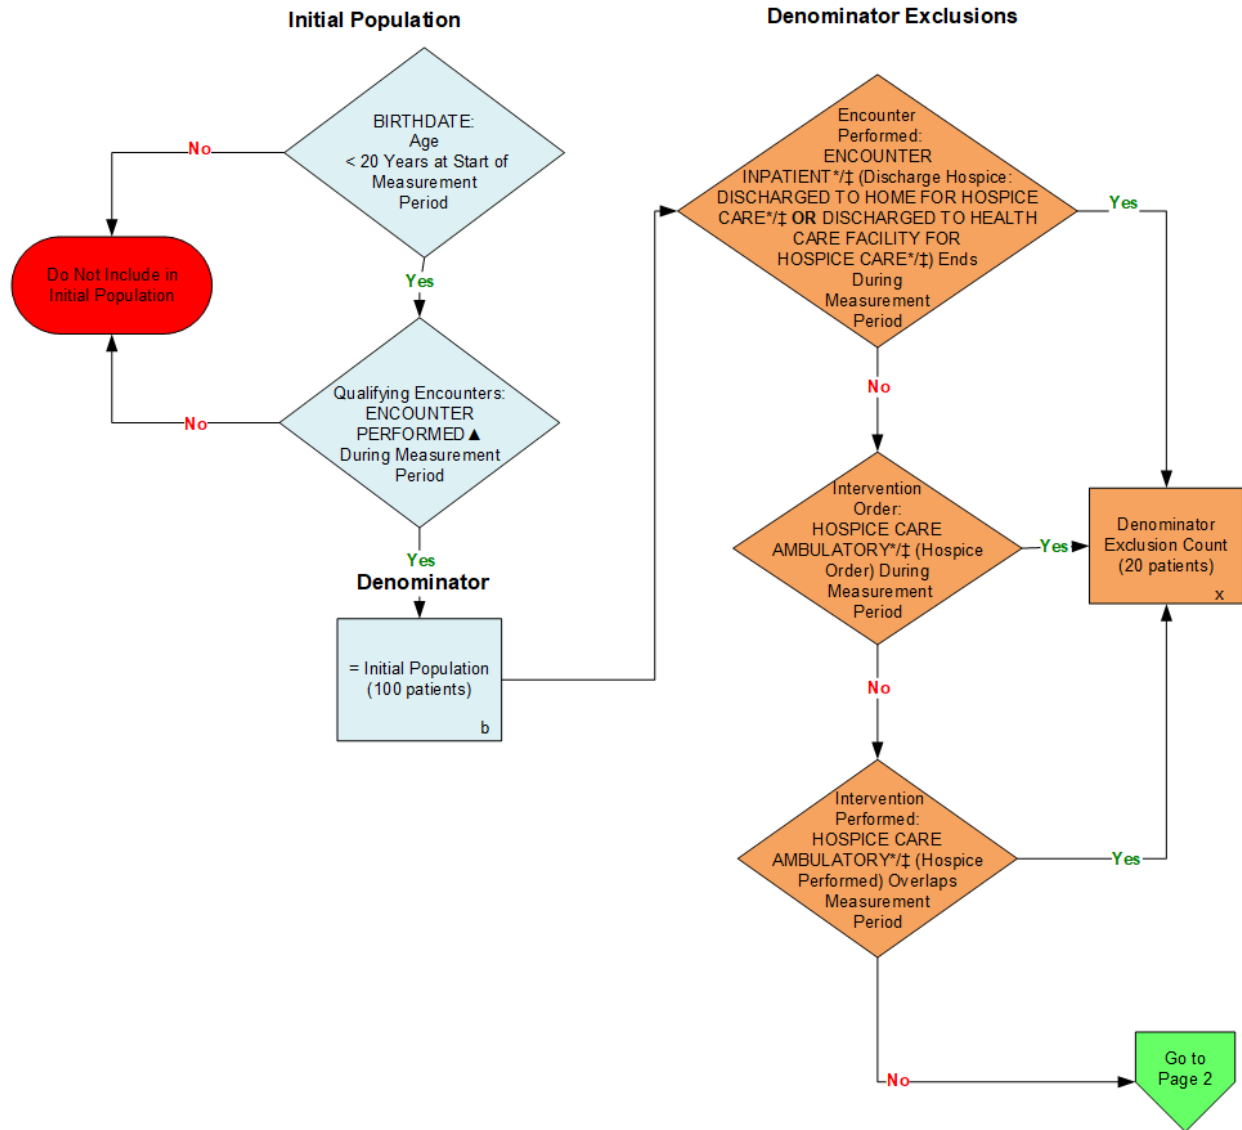 Initial Population
BIRTHDATE:
Age
< 20 Years at Start of
Measurement
Period
No
Yes
Do Not Include in
Initial Population
Qualifying Encounters:
ENCOUNTER
PERFORMED▲
During Measurement
Period
No
Yes
Denominator
= Initial Population
(100 patients)
b
Denominator Exclusions
Encounter
Performed:
ENCOUNTER
INPATIENT*/‡ (Discharge Hospice:
DISCHARGED TO HOME FOR HOSPICE
CARE*/‡ OR DISCHARGED TO HEALTH
CARE FACILITY FOR
HOSPICE CARE*/‡) Ends
During
Measurement
Period
Yes
No
Intervention
Order:
HOSPICE CARE
AMBULATORY*/‡ (Hospice
Order) During
Measurement
Period
Yes
Denominator
Exclusion Count
(20 patients)
x
No
Intervention
Performed:
HOSPICE CARE
AMBULATORY*/‡ (Hospice
Performed) Overlaps
Measurement
Period
Yes
No
Go to
Page 2